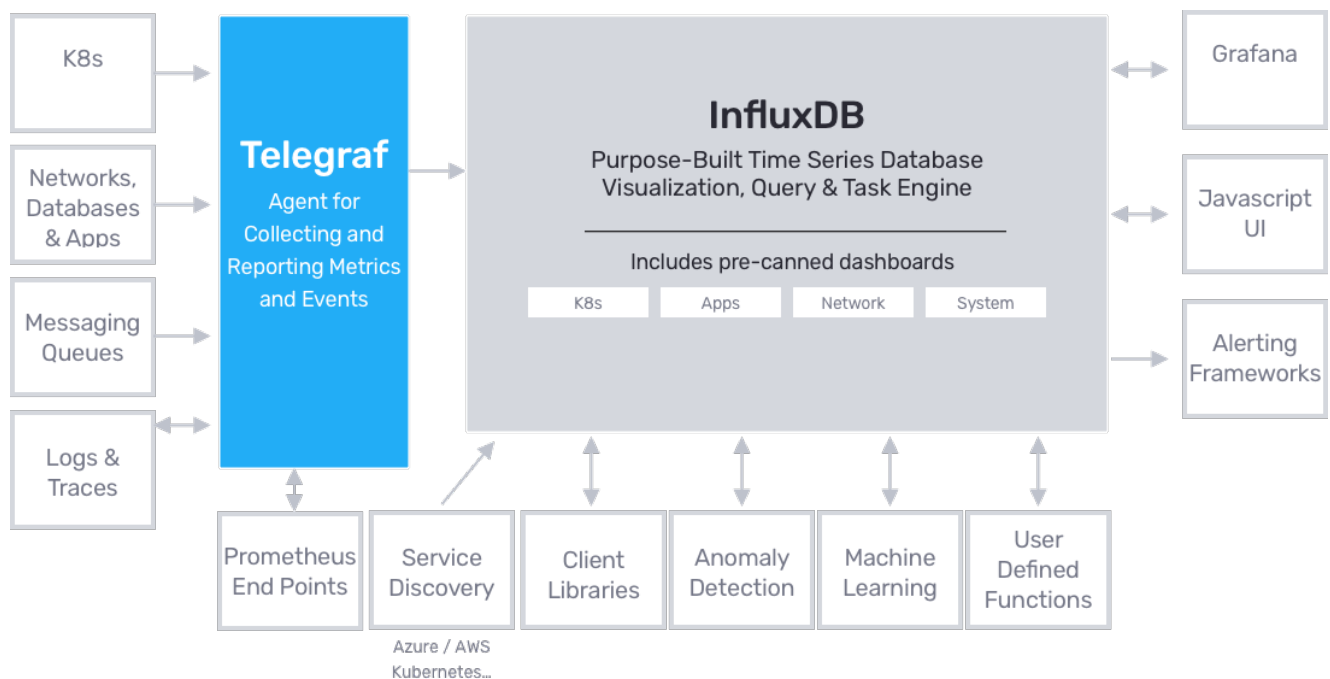 K8s
Networks,
Databases
& Apps
Messaging
Queues
Logs &
Traces
Telegraf
Agent for
Collecting and
Reporting Metrics
and Events
InfluxDB
Purpose-Built Time Series Database
Visualization, Query & Task Engine
Includes pre-canned dashboards
K8s
Apps
Network
System
Grafana
Javascript
UI
Alerting
Frameworks
Prometheus
End Points
Service
Discovery
Azure / AWS
Kubernetes…
Client
Libraries
Anomaly
Detection
Machine
Learning
User
Defined
Functions